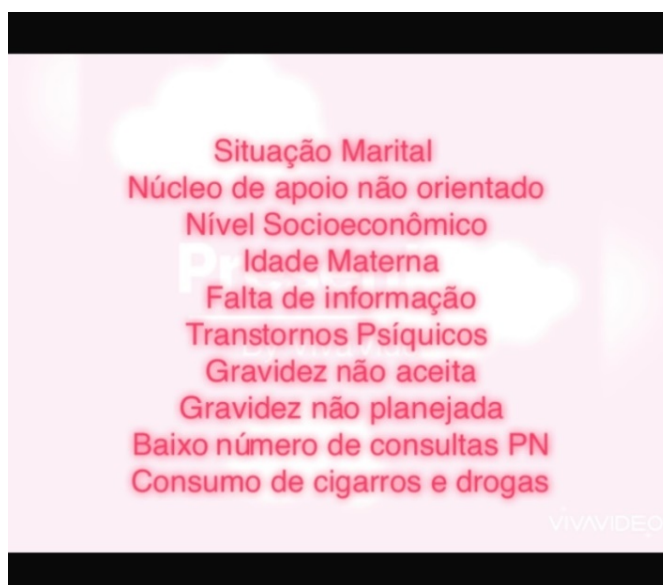 Situação Marital
Núcleo de apoio não orientado
Nível Socioeconômico
Idade Materna
Falta de informação
Transtornos Psíquicos
Gravidez não aceita
Gravidez não planejada
Baixo número de consultas PN
Consumo de cigarros e drogas
VIVAVIDEO